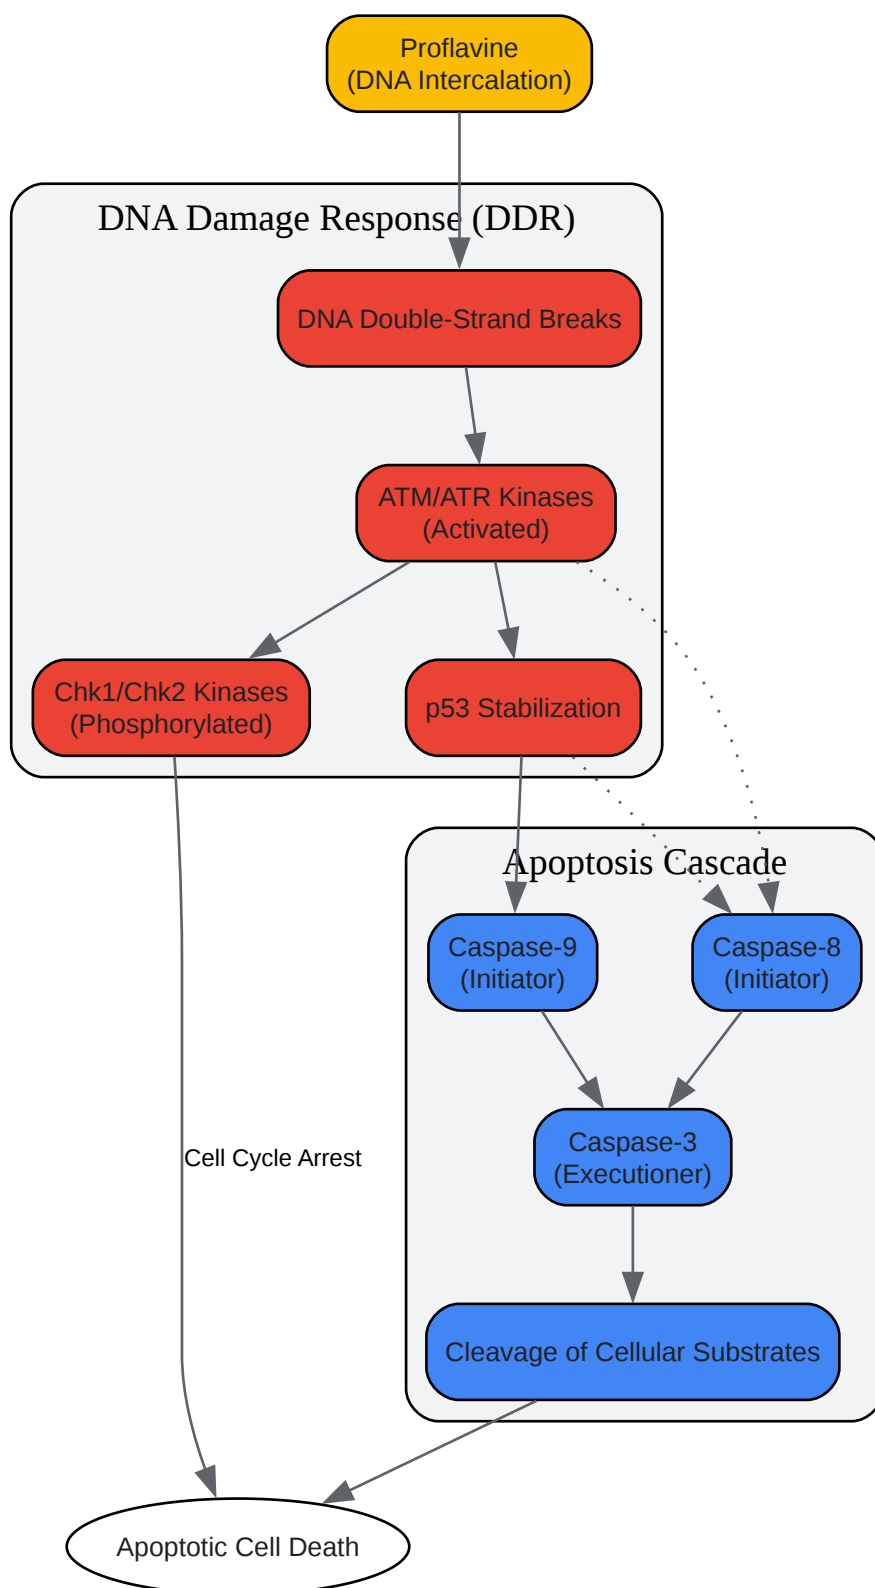 Proflavine
(DNA Intercalation)
DNA Damage Response (DDR)
DNA Double-Strand Breaks
ATM/ATR Kinases
(Activated)
Chk1/Chk2 Kinases
(Phosphorylated)
p53 Stabilization
Apoptosis Cascade
Caspase-9
(Initiator)
Caspase-8
(Initiator)
Caspase-3
(Executioner)
Cell Cycle Arrest
Cleavage of Cellular Substrates
Apoptotic Cell Death